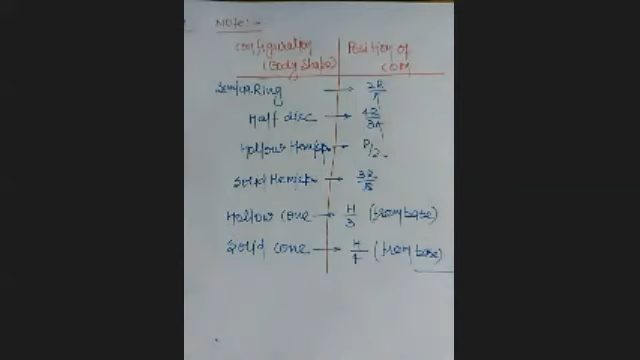 Note:-
Configuration Position of
(Body Shape) COM
Semi-Ring → 2R/π
Half disc → 4R/3π
Hollow Hemisp → R/2
Solid Hemisp → 3R/8
Hollow cone → H/3 (from base)
Solid cone → H/4 (from base)